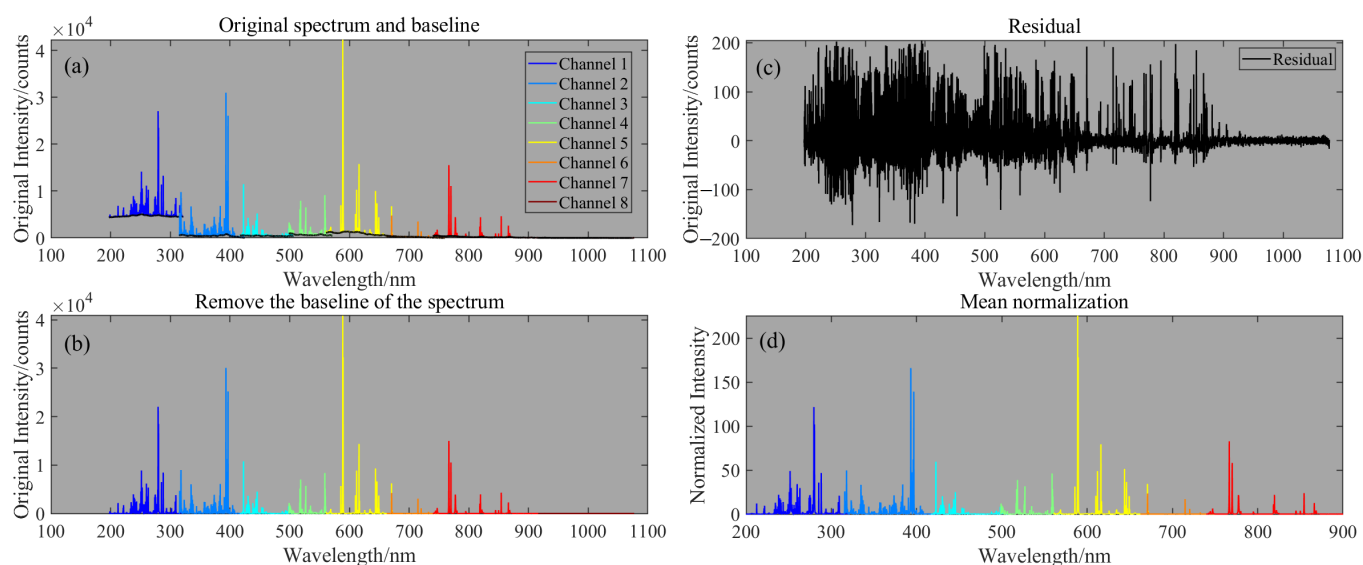 Original spectrum and baseline
×10⁴
(a)
Original Intensity/counts
4
3
2
1
0
Channel 1
Channel 2
Channel 3
Channel 4
Channel 5
Channel 6
Channel 7
Channel 8
100 200 300 400 500 600 700 800 900 1000 1100
Wavelength/nm
Residual
(c)
Original Intensity/counts
200
100
0
−100
−200
Residual
100 200 300 400 500 600 700 800 900 1000 1100
Wavelength/nm
Remove the baseline of the spectrum
×10⁴
(b)
Original Intensity/counts
4
3
2
1
0
100 200 300 400 500 600 700 800 900 1000 1100
Wavelength/nm
Mean normalization
(d)
Normalized Intensity
200
150
100
50
0
200 300 400 500 600 700 800 900
Wavelength/nm